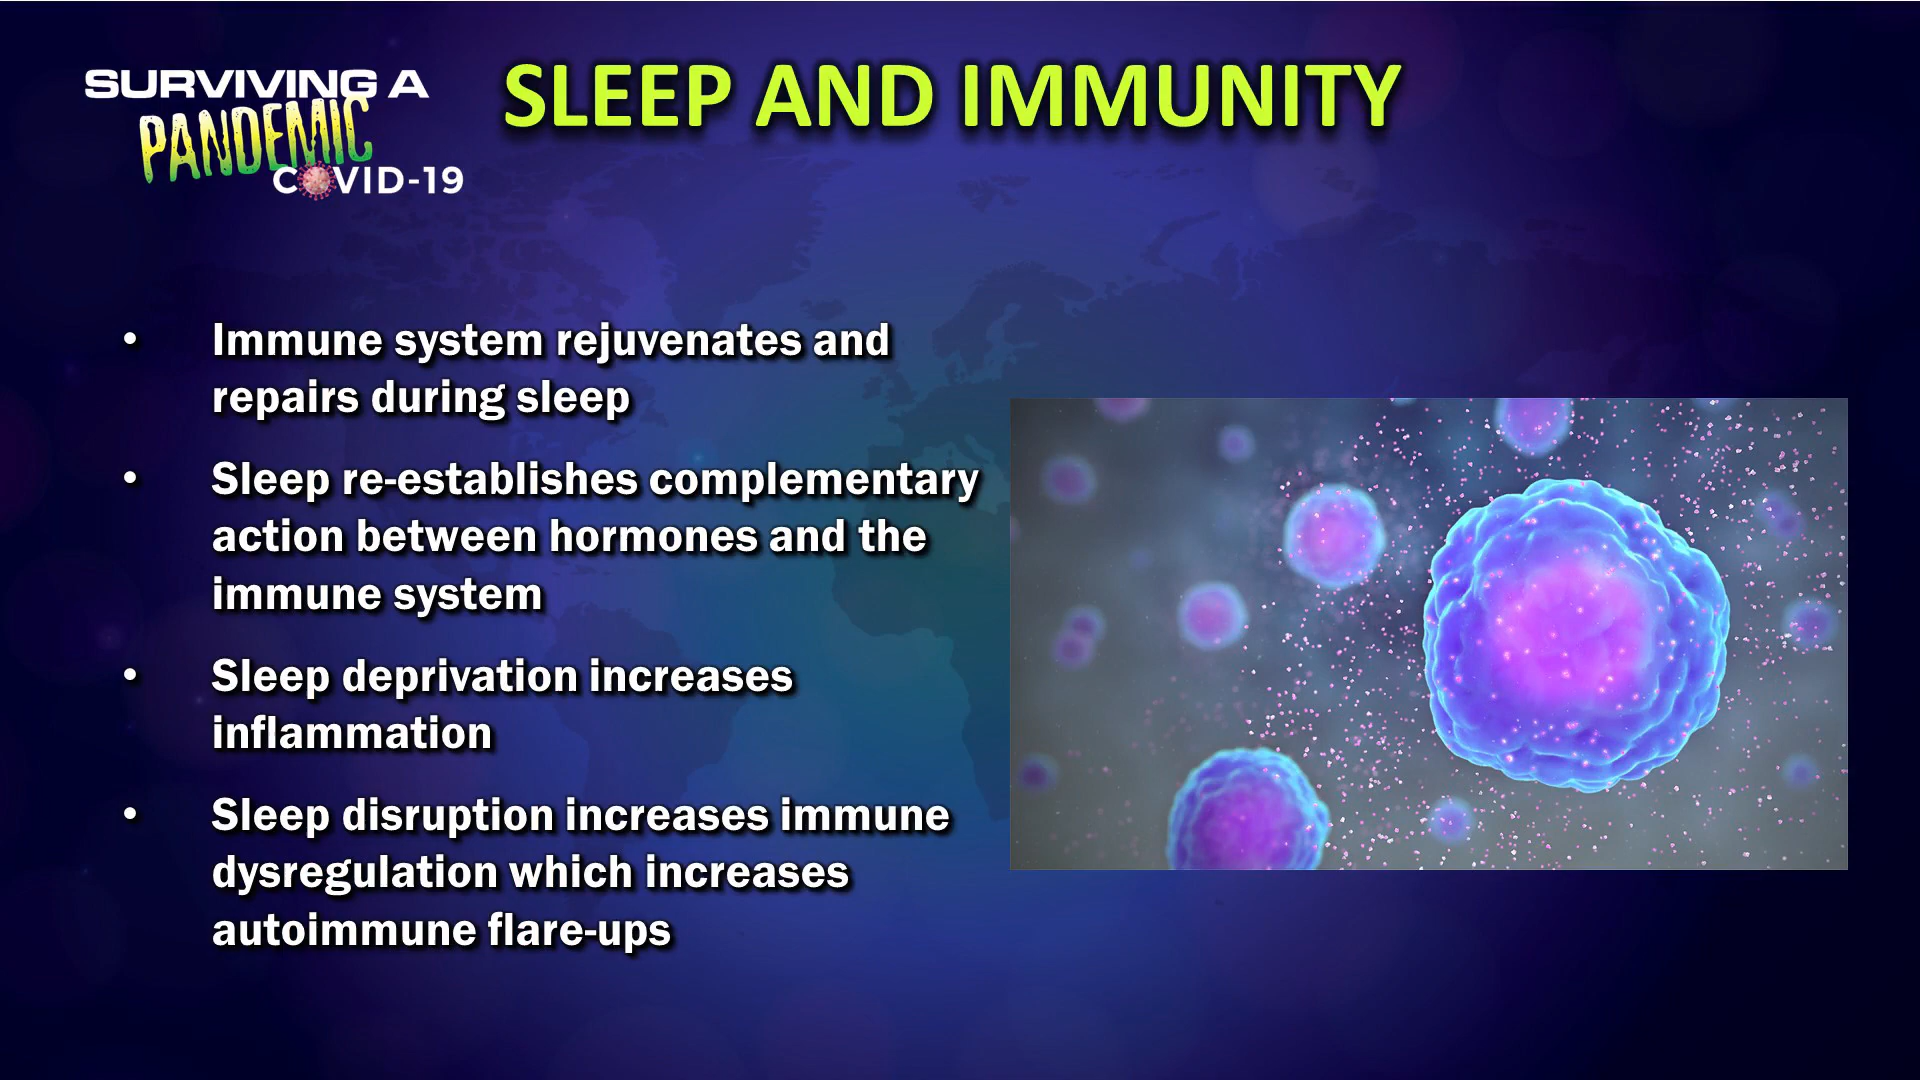 SURVIVING A
PANDEMIC
COVID-19
SLEEP AND IMMUNITY
• Immune system rejuvenates and
repairs during sleep
• Sleep re-establishes complementary
action between hormones and the
immune system
• Sleep deprivation increases
inflammation
• Sleep disruption increases immune
dysregulation which increases
autoimmune flare-ups